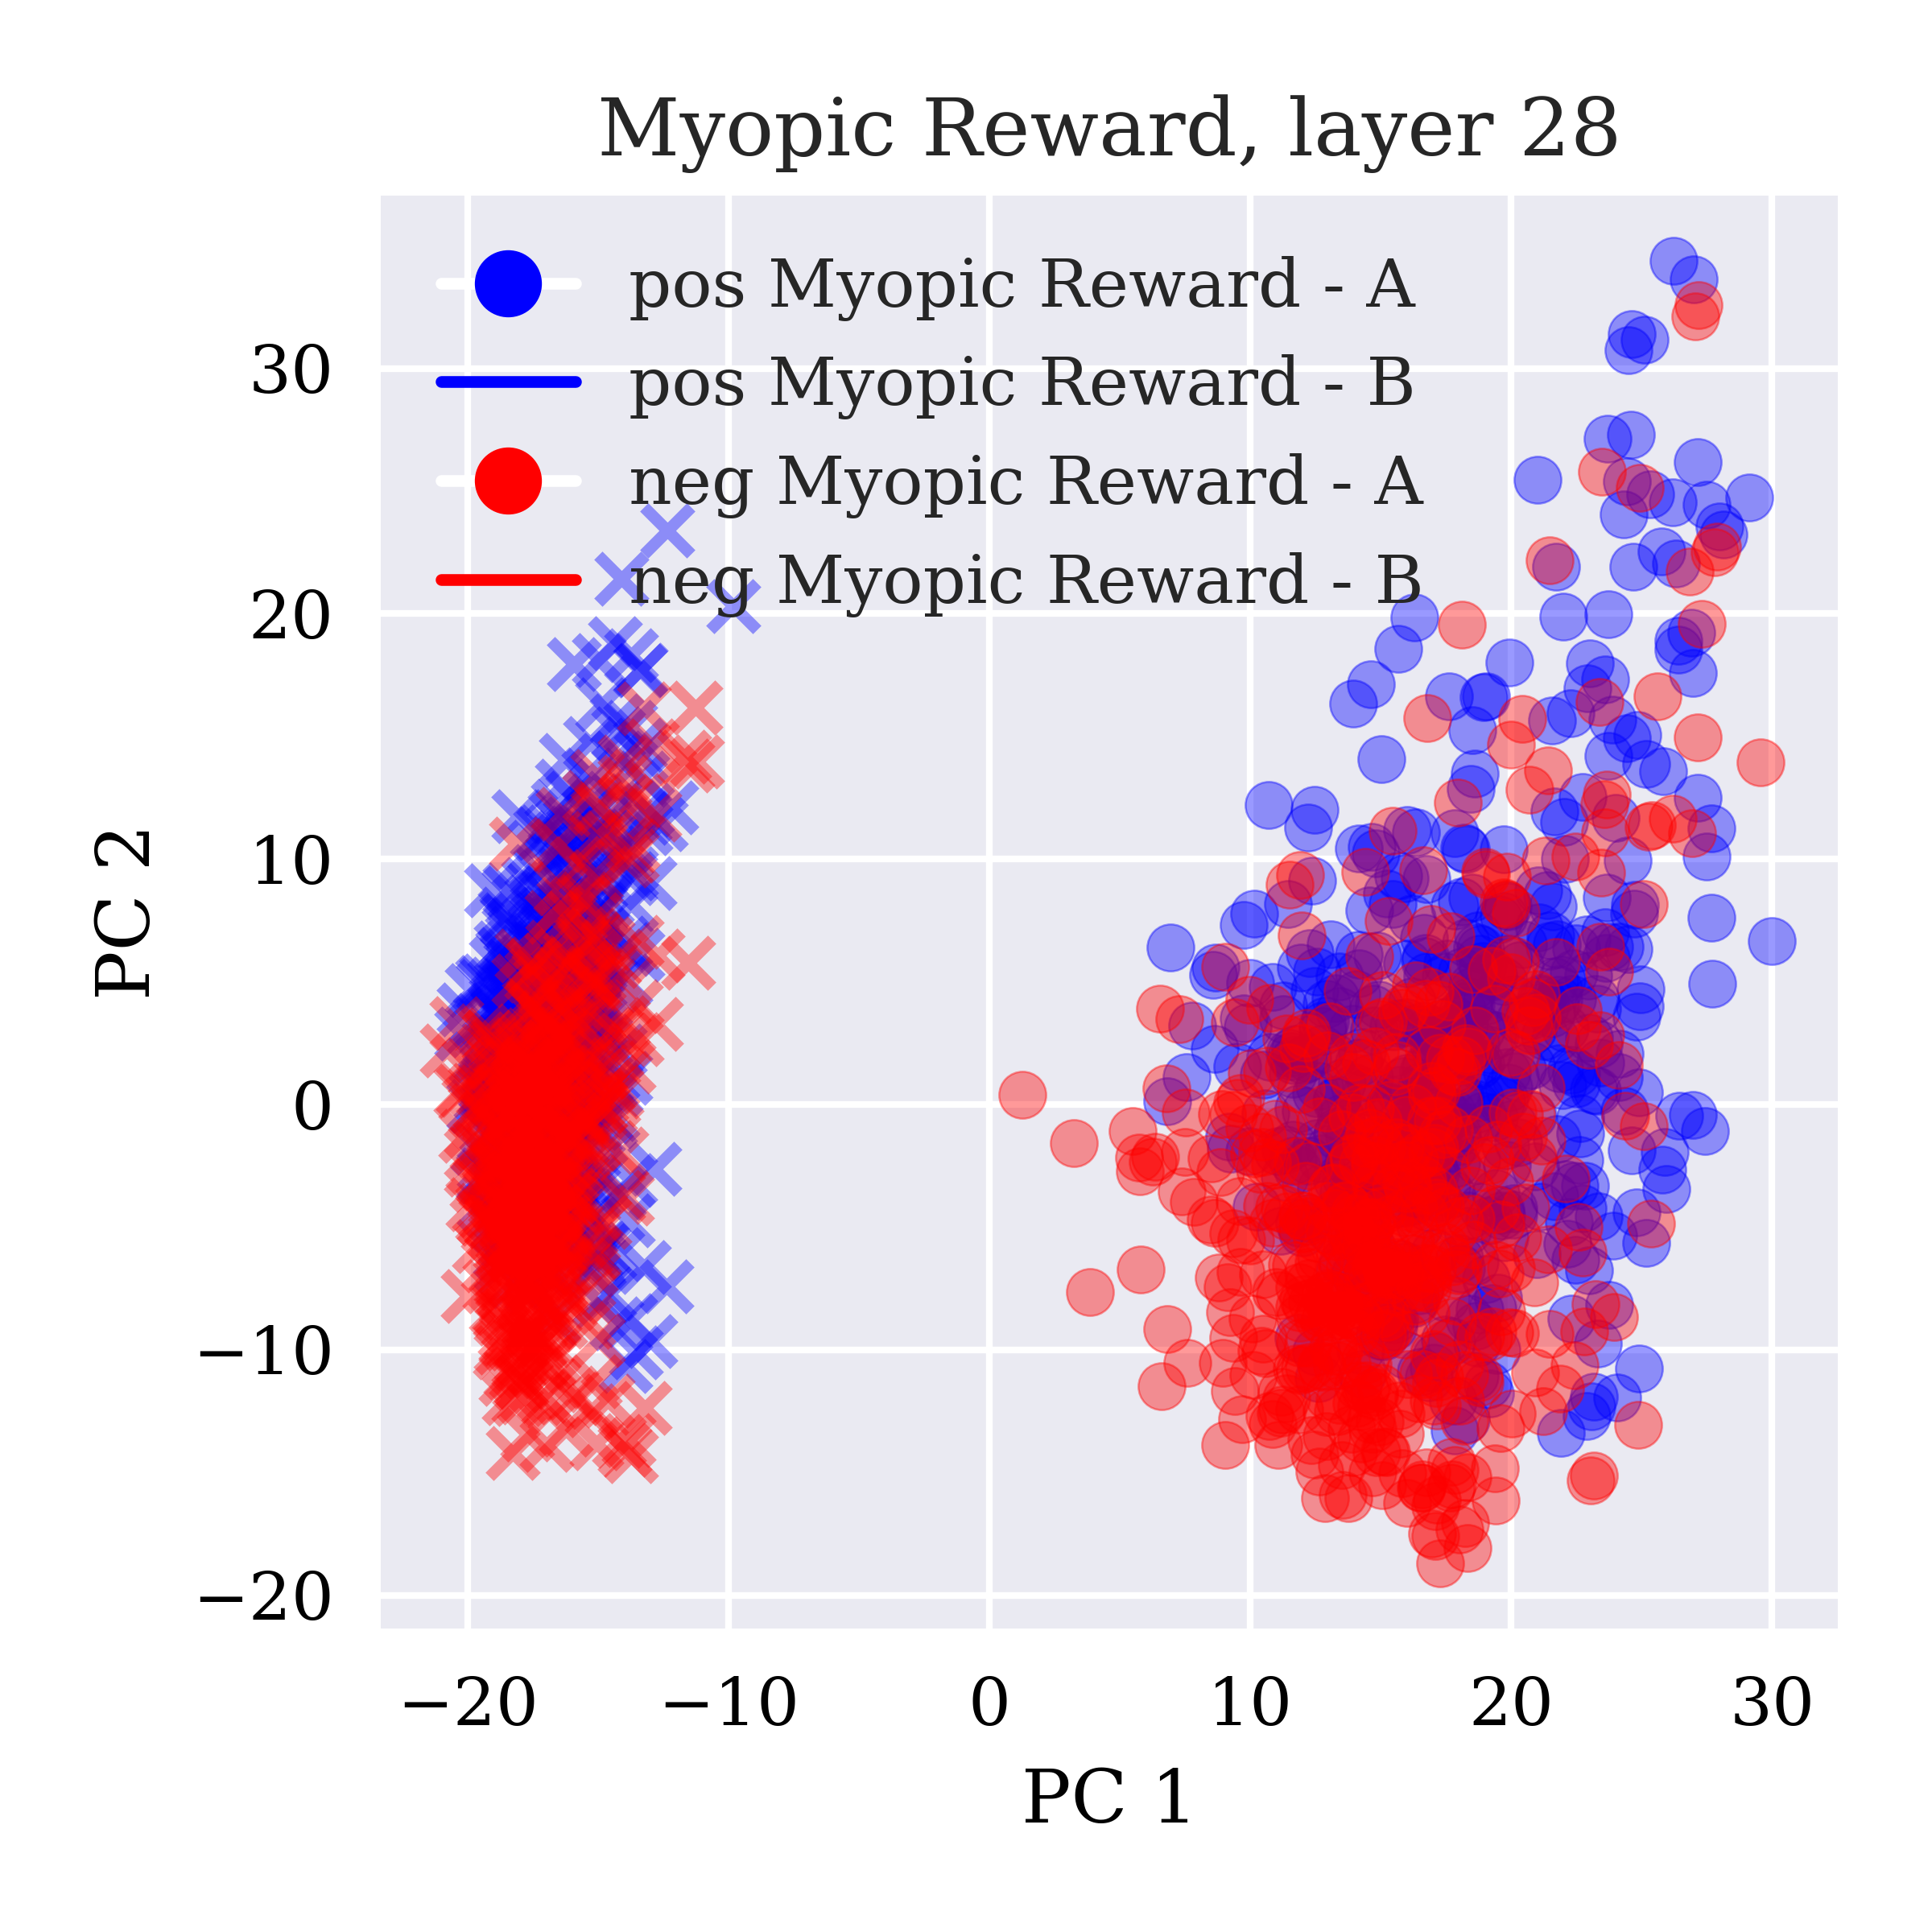 Myopic Reward, layer 28
pos Myopic Reward - A
pos Myopic Reward - B
neg Myopic Reward - A
neg Myopic Reward - B
30
20
10
0
−10
−20
PC 2
−20 −10 0 10 20 30
PC 1